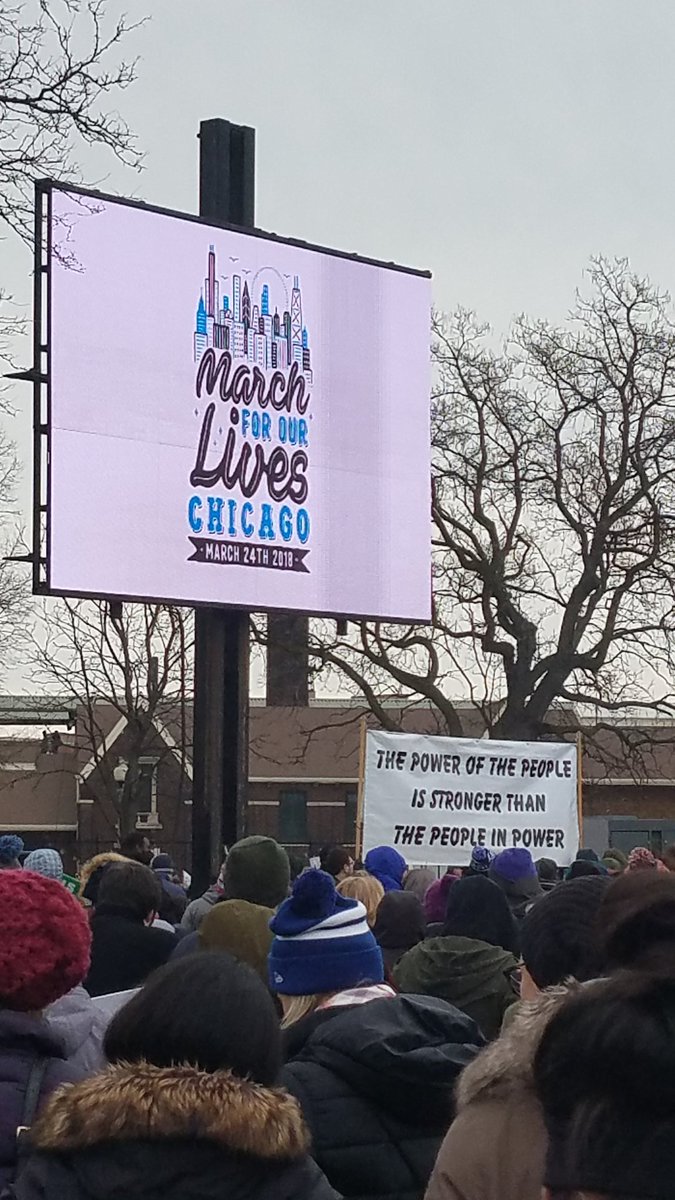 March
FOR OUR
Lives
CHICAGO
MARCH 24TH 2018
THE POWER OF THE PEOPLE
IS STRONGER THAN
THE PEOPLE IN POWER